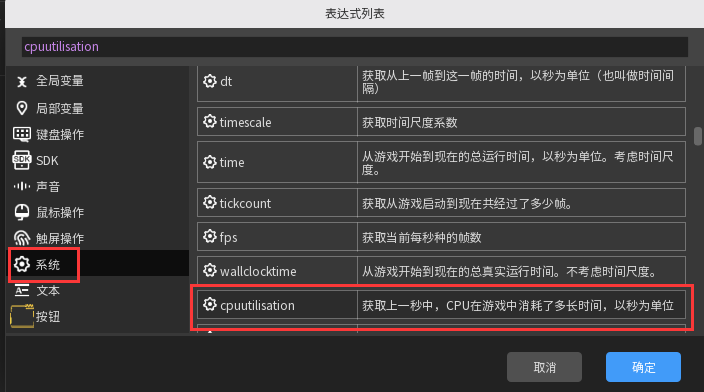 表达式列表
cpuutilisation
全局变量
局部变量
键盘操作
SDK
SDK
声音
鼠标操作
触屏操作
系统
文本
按钮
dt
获取从上一帧到这一帧的时间，以秒为单位（也叫做时间间
隔）
timescale
获取时间尺度系数
time
从游戏开始到现在的总运行时间，以秒为单位。考虑时间尺
度。
tickcount
获取从游戏启动到现在共经过了多少帧。
fps
获取当前每秒种的帧数
wallclocktime
从游戏开始到现在的总真实运行时间。不考虑时间尺度。
cpuutilisation
获取上一秒中，CPU在游戏中消耗了多长时间，以秒为单位
取消
确定